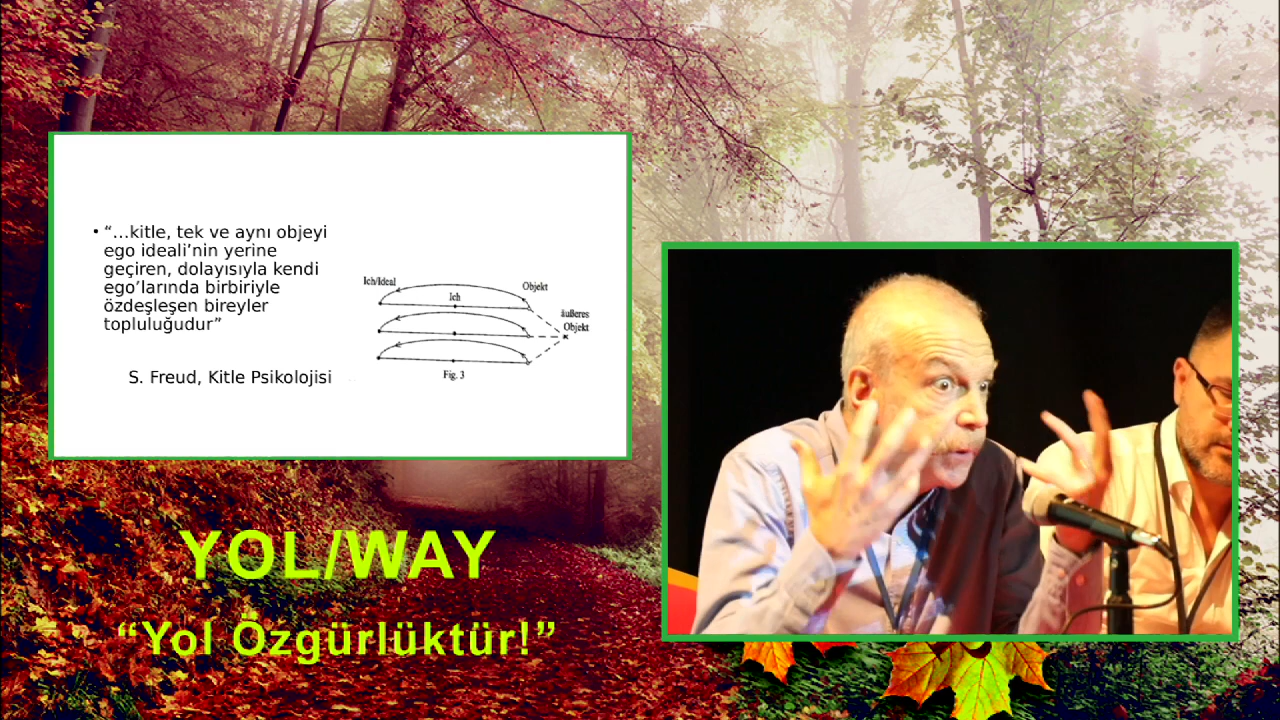 • “...kitle, tek ve aynı objeyi
ego ideali’nin yerine
geçiren, dolayısıyla kendi
ego’larında birbiriyle
özdeşleşen bireyler
topluluğudur”
S. Freud, Kitle Psikolojisi
Ich/Ideal
Objekt
Ich
äußeres
Objekt
Fig. 3
YOL/WAY
“Yol Özgürlüktür!”